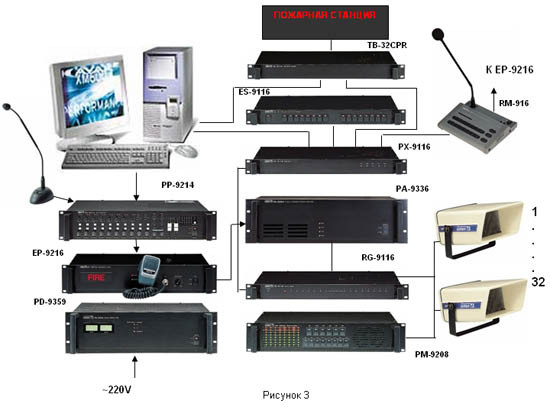 ПОЖАРНАЯ СТАНЦИЯ
TB-32CPR
К EP-9216
ES-9116
RM-916
PX-9116
PP-9214
PA-9336
1
.
.
.
.
32
EP-9216
FIRE
RG-9116
PD-9359
PM-9208
~220V
Рисунок 3